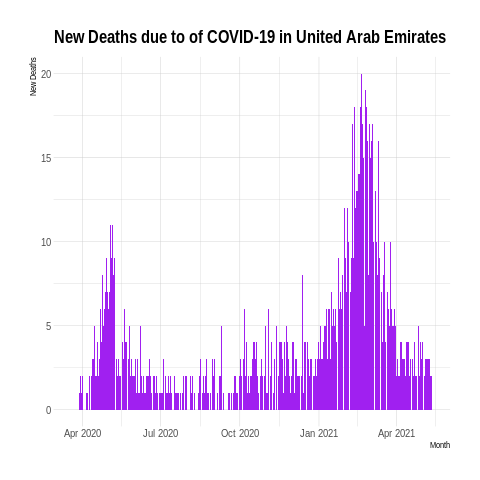 New Deaths due to of COVID-19 in United Arab Emirates
New Deaths
20
15
10
5
0
Apr 2020 Jul 2020 Oct 2020 Jan 2021 Apr 2021
Month